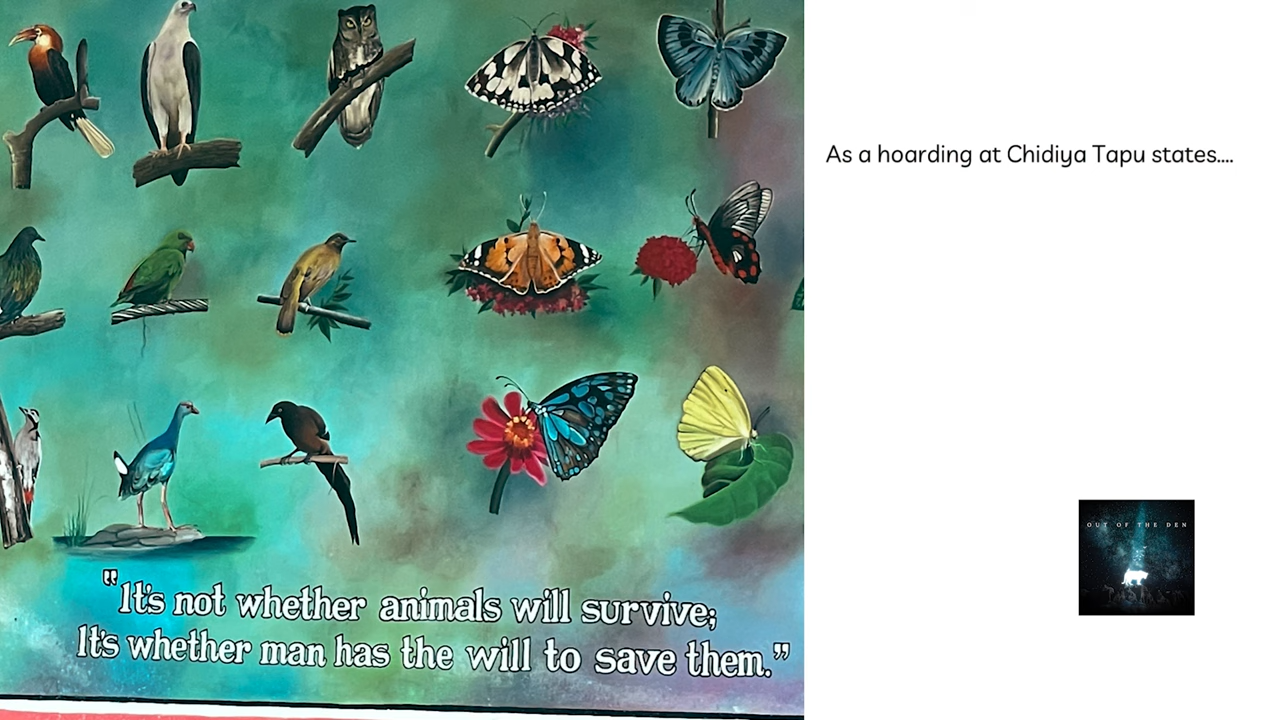 As a hoarding at Chidiya Tapu states....
OUT OF THE DEN
"It's not whether animals will survive;
It's whether man has the will to save them."